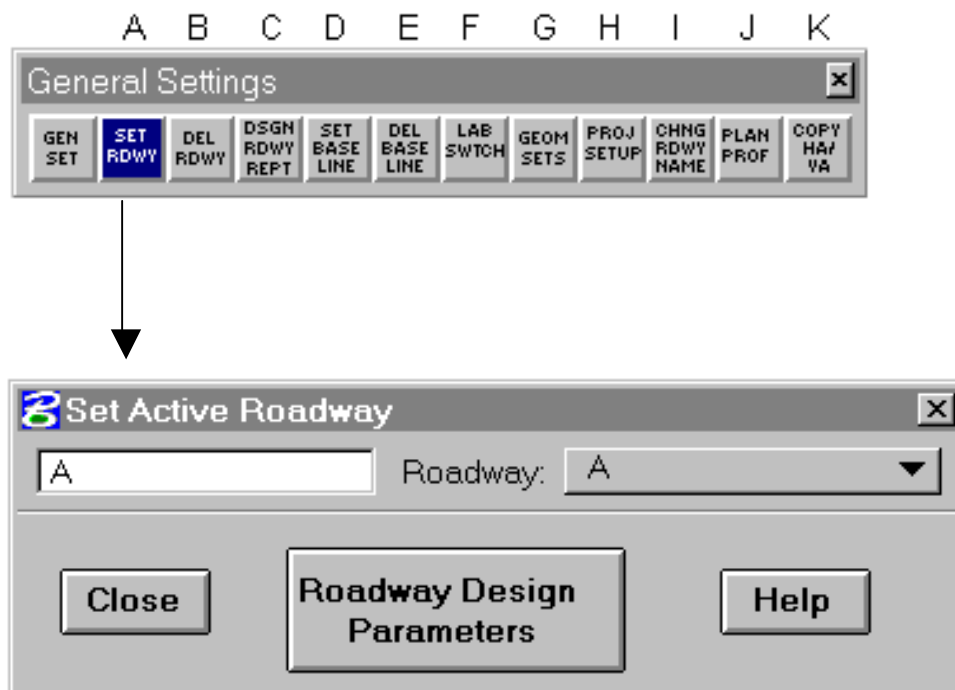 A B C D E F G H I J K
General Settings
GEN
SET
SET
RDWY
DEL
RDWY
DSGN
RDWY
REPT
SET
BASE
LINE
DEL
BASE
LINE
LAB
SWTCH
GEOM
SETS
PROJ
SETUP
CHNG
RDWY
NAME
PLAN
PROF
COPY
HA/
VA
Set Active Roadway
A
Roadway: A
Close
Roadway Design
Parameters
Help